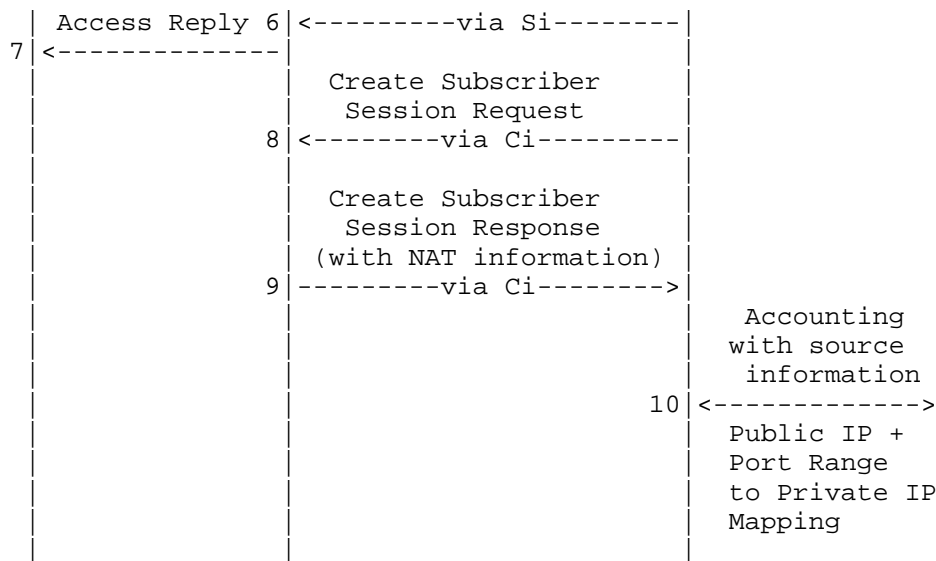 |  Access Reply 6|<--------via Si--------|
7|<--------------|                        |
|               |  Create Subscriber     |
|               |   Session Request      |
|              8|<--------via Ci---------|
|               |                        |
|               |  Create Subscriber     |
|               |   Session Response     |
|               | (with NAT information) |
|              9|---------via Ci-------->|
|               |                        |   Accounting
|               |                        |  with source
|               |                        |   information
|               |                      10|<------------->
|               |                        |  Public IP +
|               |                        |  Port Range
|               |                        |  to Private IP
|               |                        |  Mapping